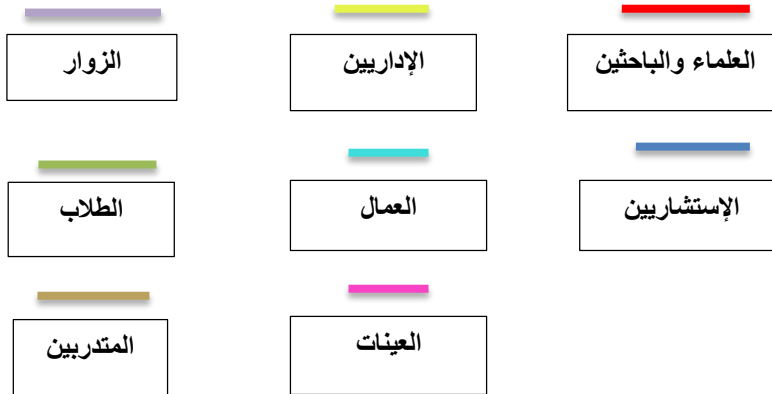 العلماء والباحثين
الإداريين
الزوار
الإستشاريين
العمال
الطلاب
العينات
المتدربين